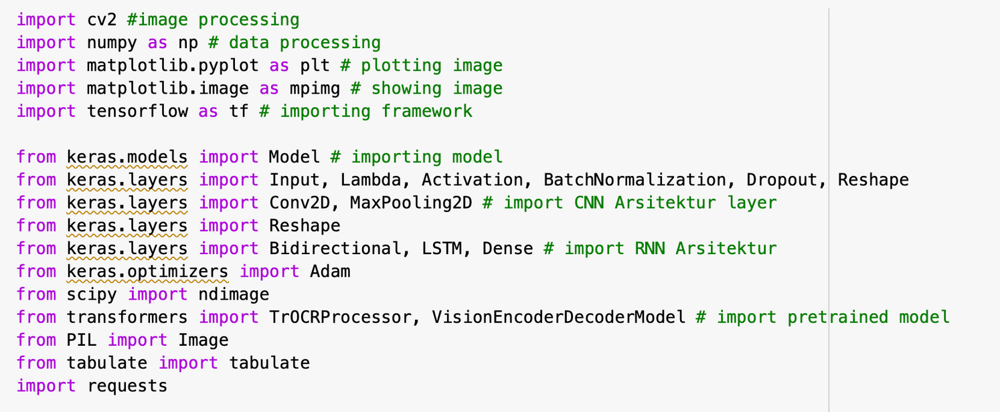 import cv2 #image processing
import numpy as np # data processing
import matplotlib.pyplot as plt # plotting image
import matplotlib.image as mpimg # showing image
import tensorflow as tf # importing framework
from keras.models import Model # importing model
from keras.layers import Input, Lambda, Activation, BatchNormalization, Dropout, Reshape
from keras.layers import Conv2D, MaxPooling2D # import CNN Arsitektur layer
from keras.layers import Reshape
from keras.layers import Bidirectional, LSTM, Dense # import RNN Arsitektur
from keras.optimizers import Adam
from scipy import ndimage
from transformers import TrOCRProcessor, VisionEncoderDecoderModel # import pretrained model
from PIL import Image
from tabulate import tabulate
import requests